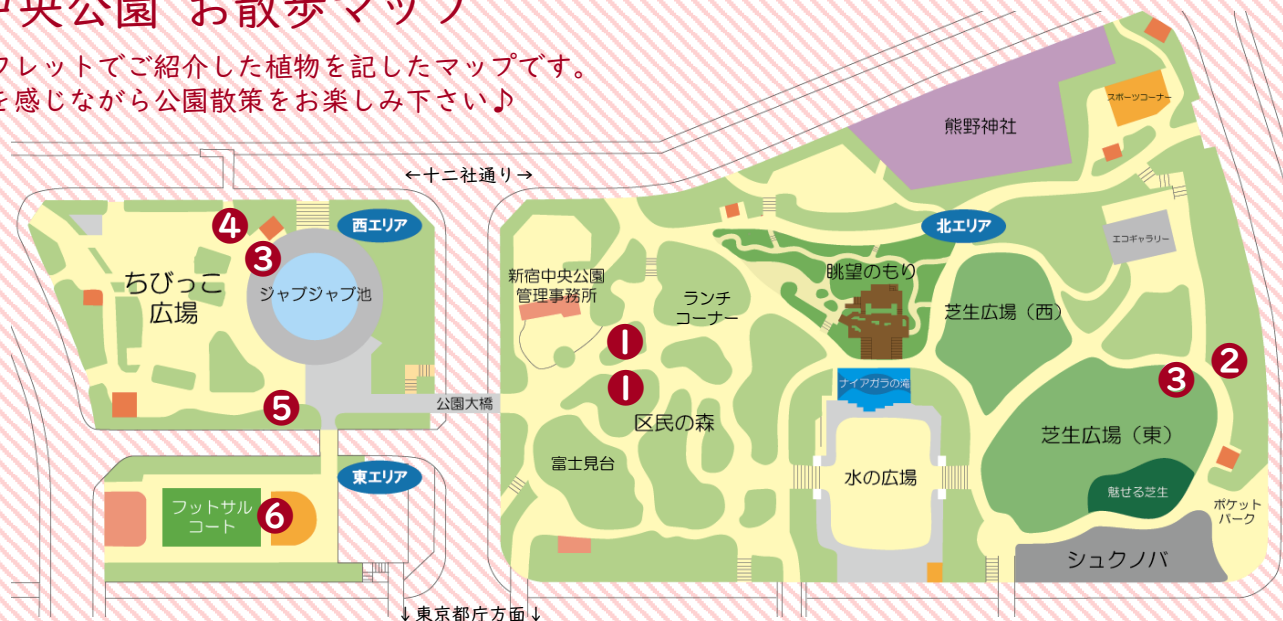 中央公園 お散歩マップ
フレットでご紹介した植物を記したマップです。
を感じながら公園散策をお楽しみ下さい♪
←十二社通り→
熊野神社
スポーツコーナー
4
西エリア
北エリア
エコギャラリー
3
ちびっこ
広場
ジャブジャブ池
新宿中央公園
管理事務所
ランチ
コーナー
眺望のもり
芝生広場（西）
1
1
2
3
ナイアガラの滝
5
公園大橋
区民の森
芝生広場（東）
富士見台
水の広場
東エリア
魅せる芝生
フットサル
コート
6
ポケット
パーク
シュクノバ
↓東京都庁方面↓